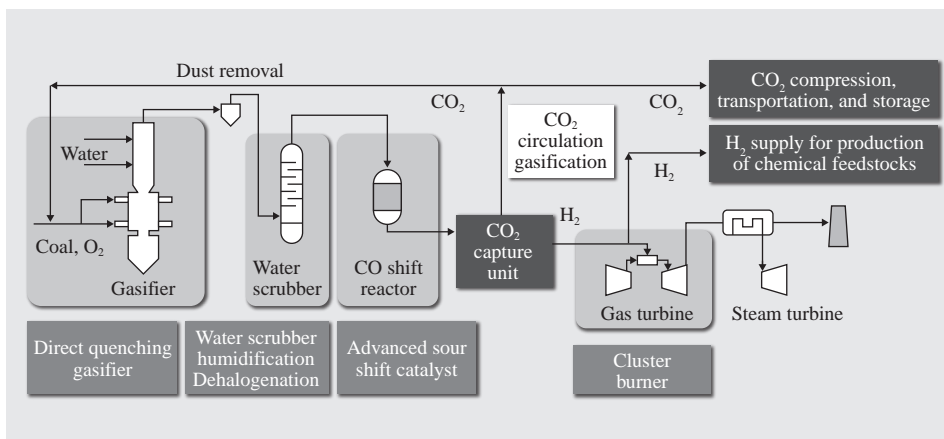 Dust removal
CO₂
CO₂
CO₂ compression,
transportation, and storage
CO₂
circulation
gasification
H₂ supply for production
of chemical feedstocks
H₂
Water
Coal, O₂
Gasifier
Water
scrubber
CO shift
reactor
CO₂
capture
unit
H₂
Gas turbine
Steam turbine
Direct quenching
gasifier
Water scrubber
humidification
Dehalogenation
Advanced sour
shift catalyst
Cluster
burner